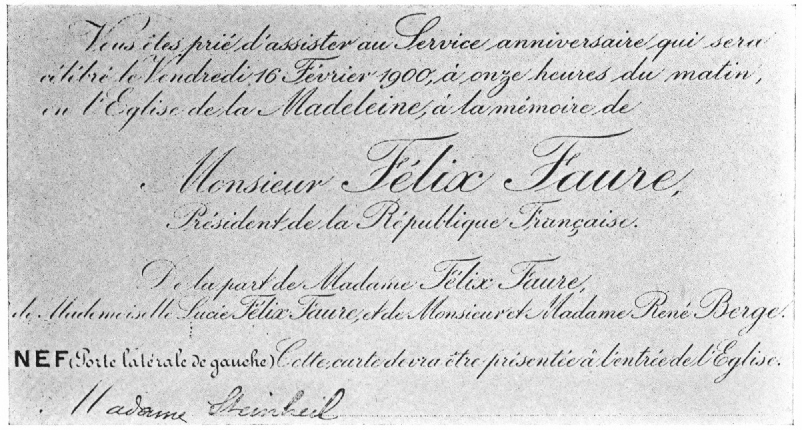 Vous êtes prié d'assister au Service anniversaire qui sera
célébré le Vendredi 16 Février 1900, à onze heures du matin,
en l'Eglise de la Madeleine, à la mémoire de
Monsieur Félix Faure,
Président de la République Française.
De la part de Madame Félix Faure,
de Mademoiselle Lucie Félix Faure, et de Monsieur et Madame René Berge.
NEF (Porte latérale de gauche) Cette carte devra être présentée à l'entrée de l'Eglise.
Madame Steinheil